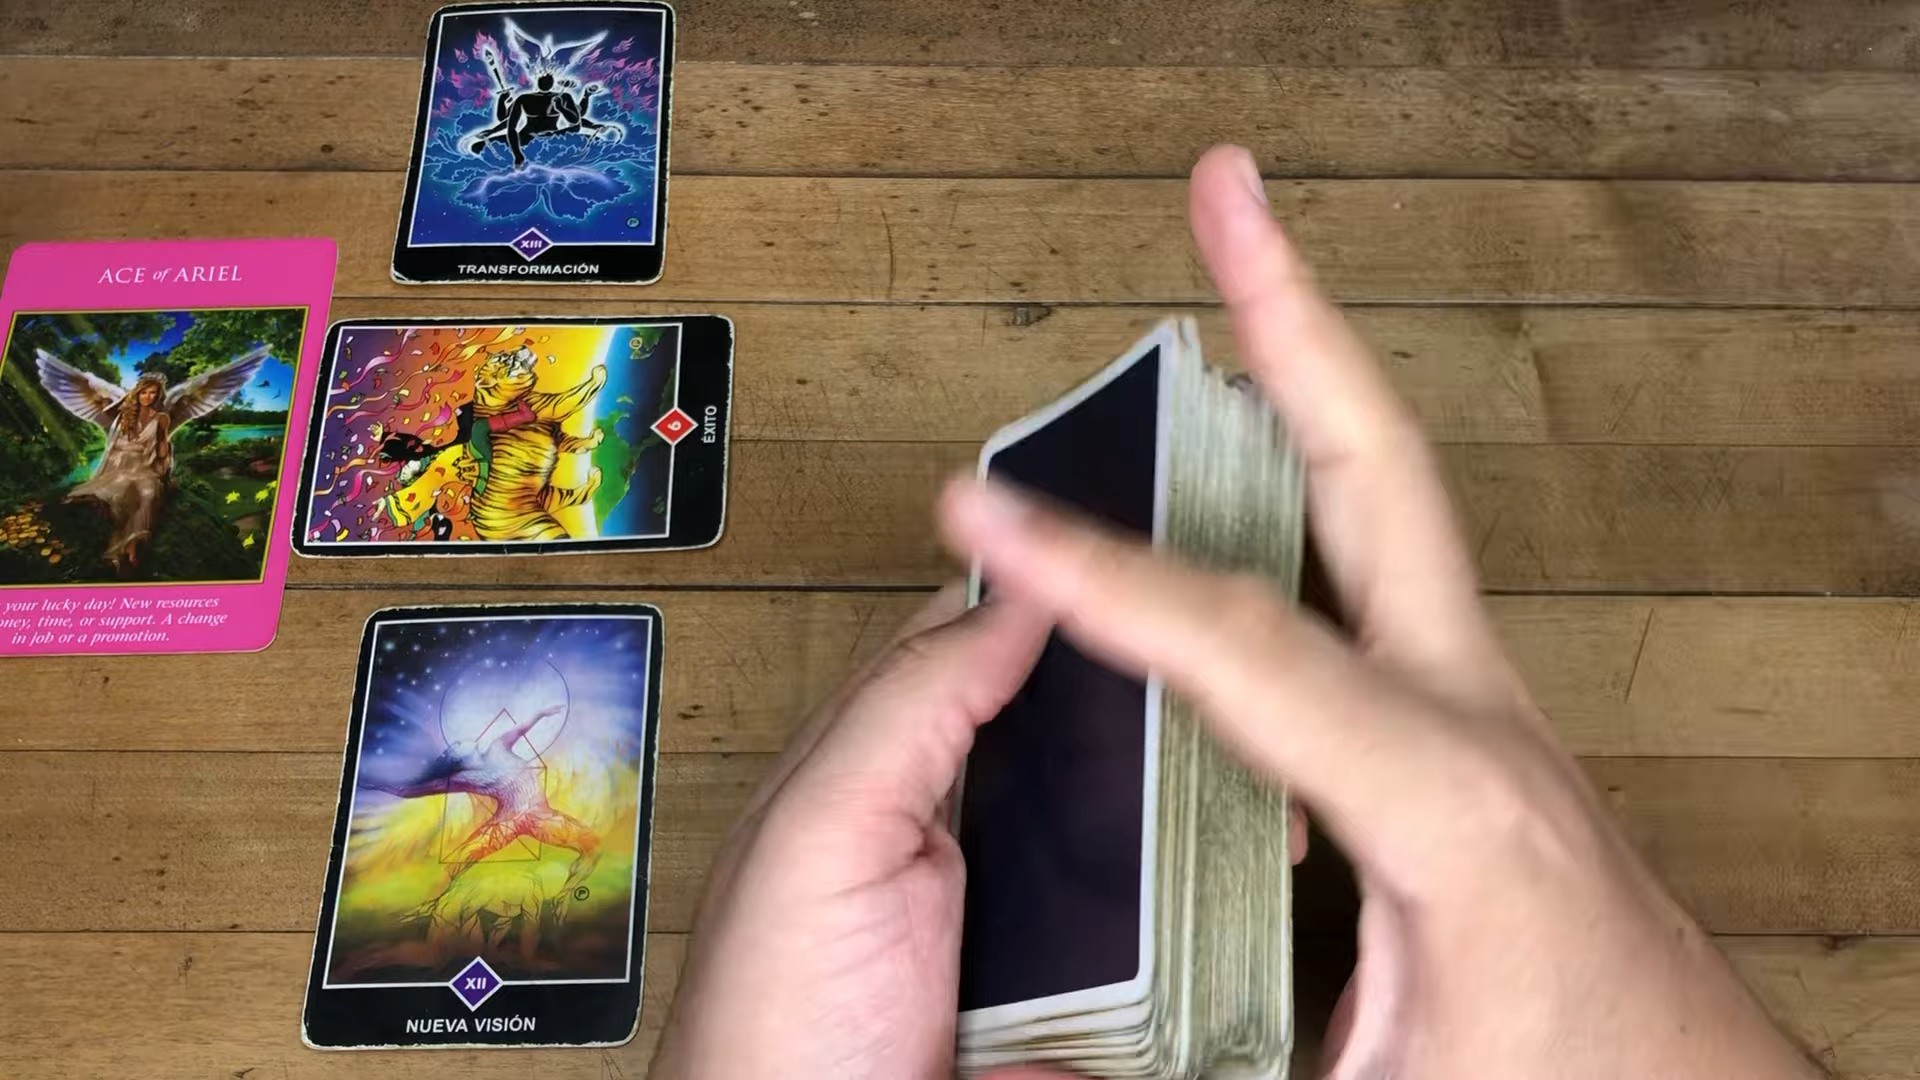 XIII
TRANSFORMACIÓN
ACE of ARIEL
your lucky day! New resources
time, or support. A change
in job or a promotion.
6
ÉXITO
XII
NUEVA VISIÓN